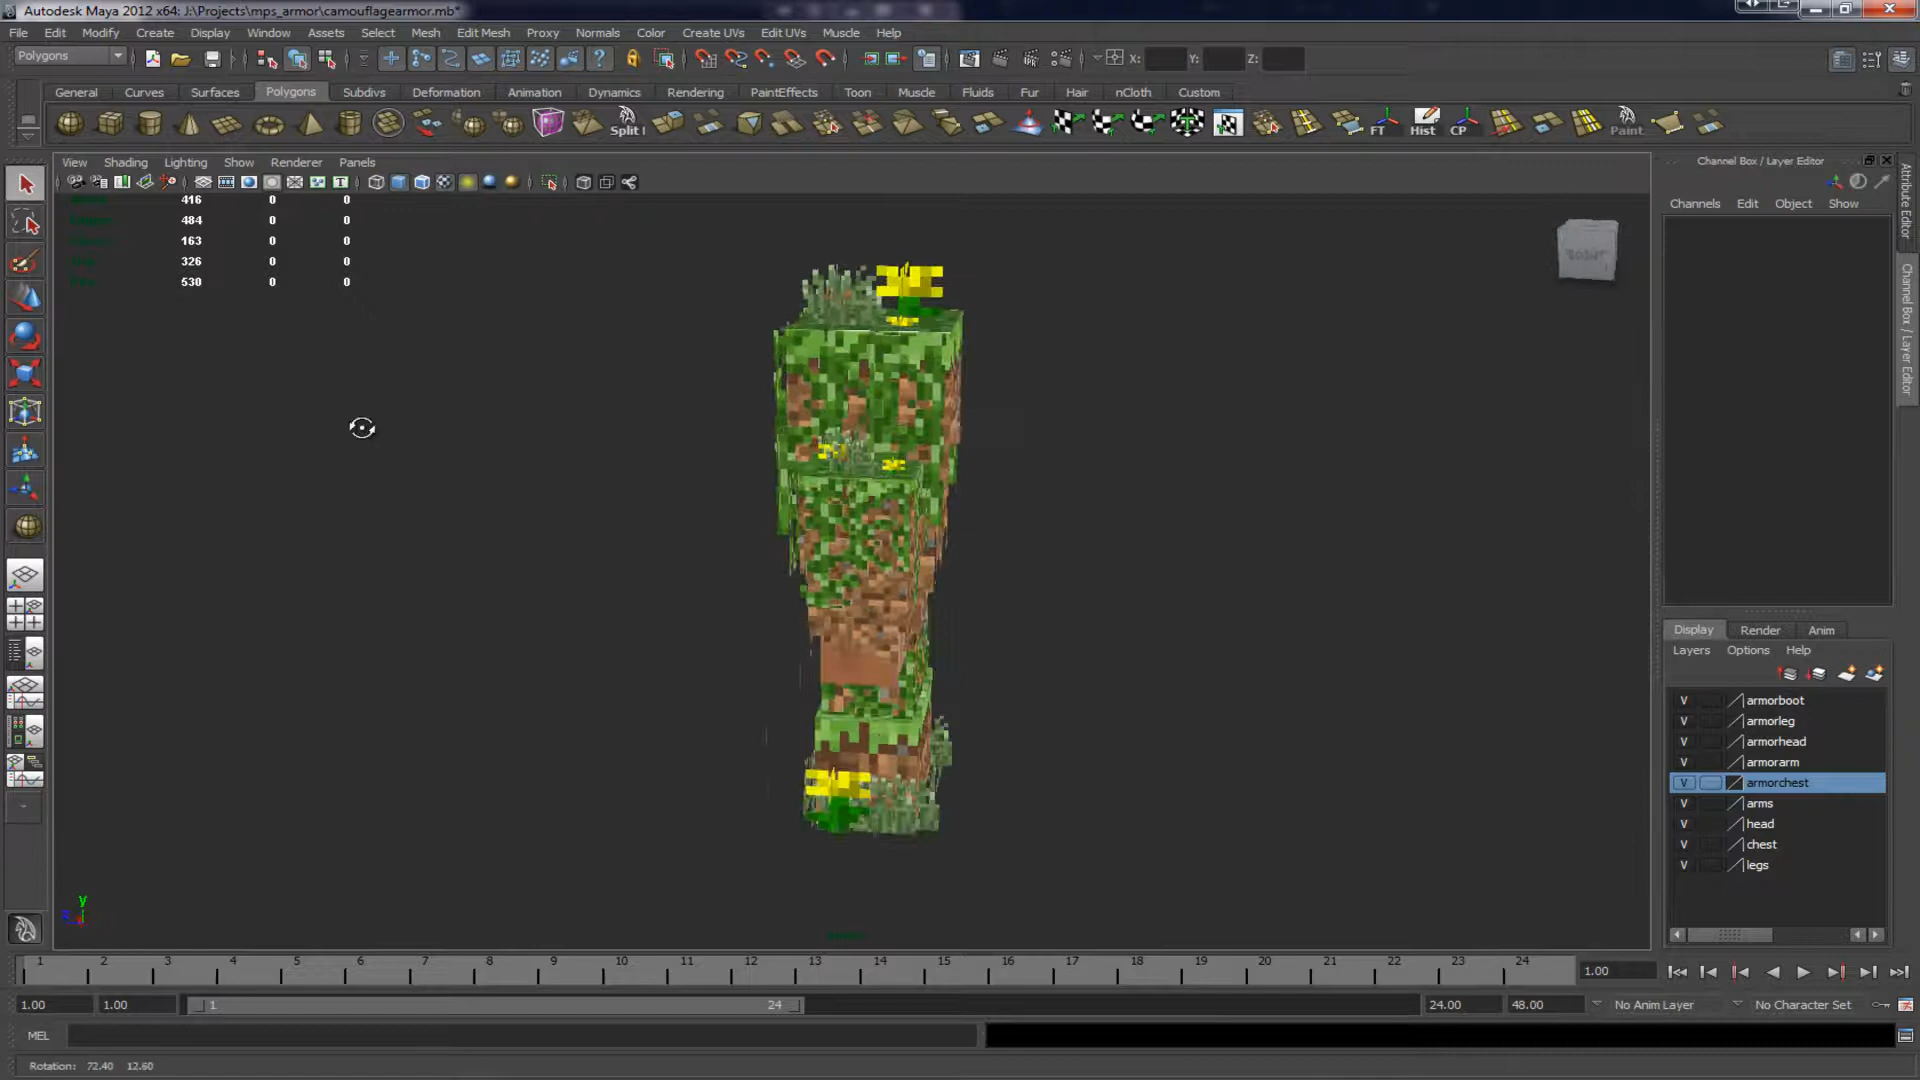 Autodesk Maya 2012 x64: J:\Projects\mps_armor\camouflagearmor.mb*
File Edit Modify Create Display Window Assets Select Mesh Edit Mesh Proxy Normals Color Create UVs Edit UVs Muscle Help
Polygons X: Y: Z:
General Curves Surfaces Polygons Subdivs Deformation Animation Dynamics Rendering PaintEffects Toon Muscle Fluids Fur Hair nCloth Custom
Split FT Hist CP Paint
View Shading Lighting Show Renderer Panels
Channel Box / Layer Editor
Channels Edit Object Show
Attribute Editor
Channel Box / Layer Editor
416 0 0
484 0 0
163 0 0
326 0 0
530 0 0
y
Display Render Anim
Layers Options Help
V armorboot
V armorleg
V armorhead
V armorarm
V armorchest
V arms
V head
V chest
V legs
1 2 3 4 5 6 7 8 9 10 11 12 13 14 15 16 17 18 19 20 21 22 23 24 1.00
1.00 1.00 1 24 24.00 48.00 No Anim Layer No Character Set
MEL
Rotation: 72.40 12.60